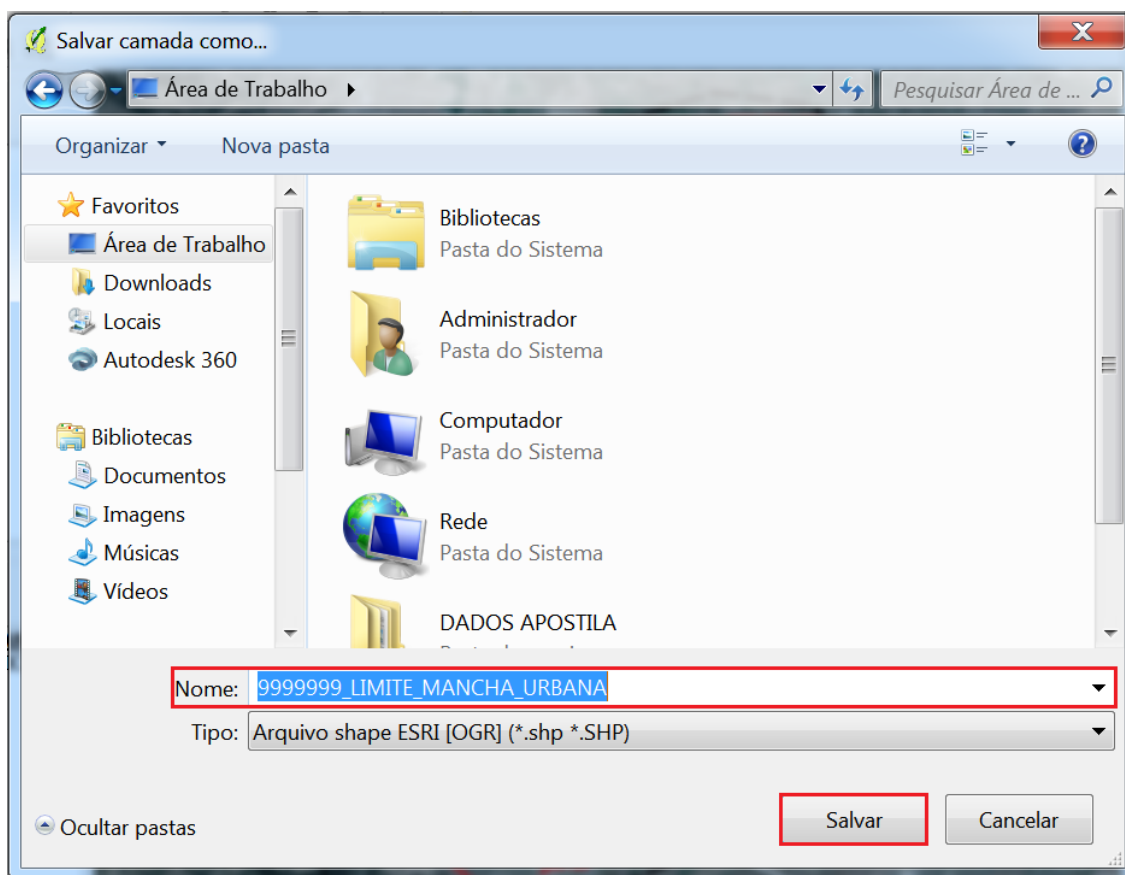 Salvar camada como...
Área de Trabalho
Pesquisar Área de ...
Organizar
Nova pasta
Favoritos
Área de Trabalho
Downloads
Locais
Autodesk 360
Bibliotecas
Documentos
Imagens
Músicas
Vídeos
Bibliotecas
Pasta do Sistema
Administrador
Pasta do Sistema
Computador
Pasta do Sistema
Rede
Pasta do Sistema
DADOS APOSTILA
Nome: 9999999_LIMITE_MANCHA_URBANA
Tipo: Arquivo shape ESRI [OGR] (*.shp *.SHP)
Ocultar pastas
Salvar
Cancelar